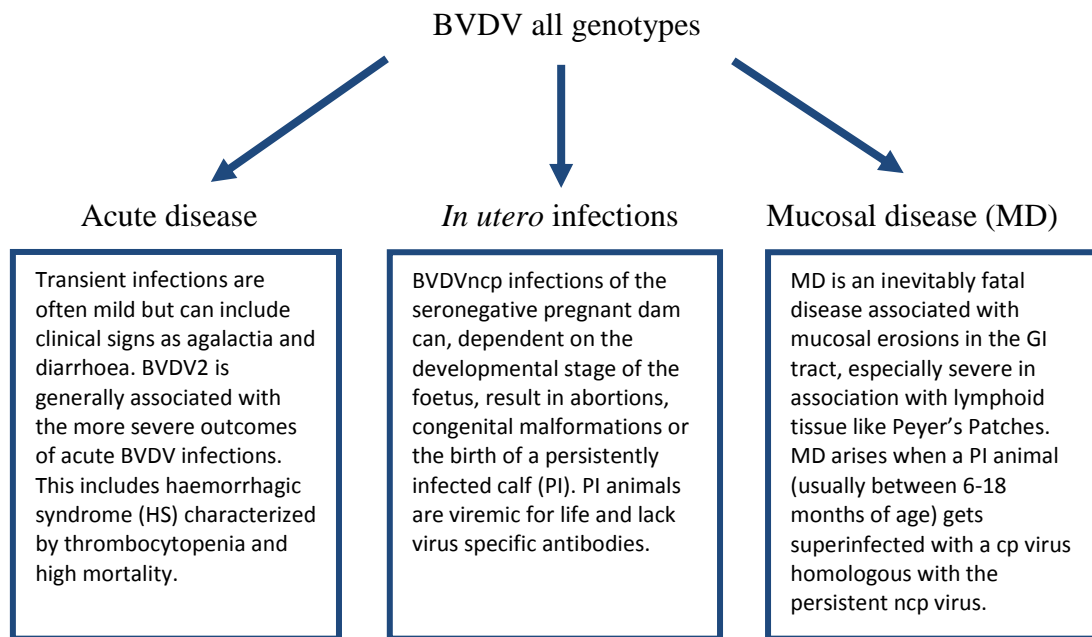 BVDV all genotypes
Acute disease
Transient infections are
often mild but can include
clinical signs as agalactia and
diarrhoea. BVDV2 is
generally associated with
the more severe outcomes
of acute BVDV infections.
This includes haemorrhagic
syndrome (HS) characterized
by thrombocytopenia and
high mortality.
In utero infections
BVDVncp infections of the
seronegative pregnant dam
can, dependent on the
developmental stage of the
foetus, result in abortions,
congenital malformations or
the birth of a persistently
infected calf (PI). PI animals
are viremic for life and lack
virus specific antibodies.
Mucosal disease (MD)
MD is an inevitably fatal
disease associated with
mucosal erosions in the GI
tract, especially severe in
association with lymphoid
tissue like Peyer's Patches.
MD arises when a PI animal
(usually between 6-18
months of age) gets
superinfected with a cp virus
homologous with the
persistent ncp virus.